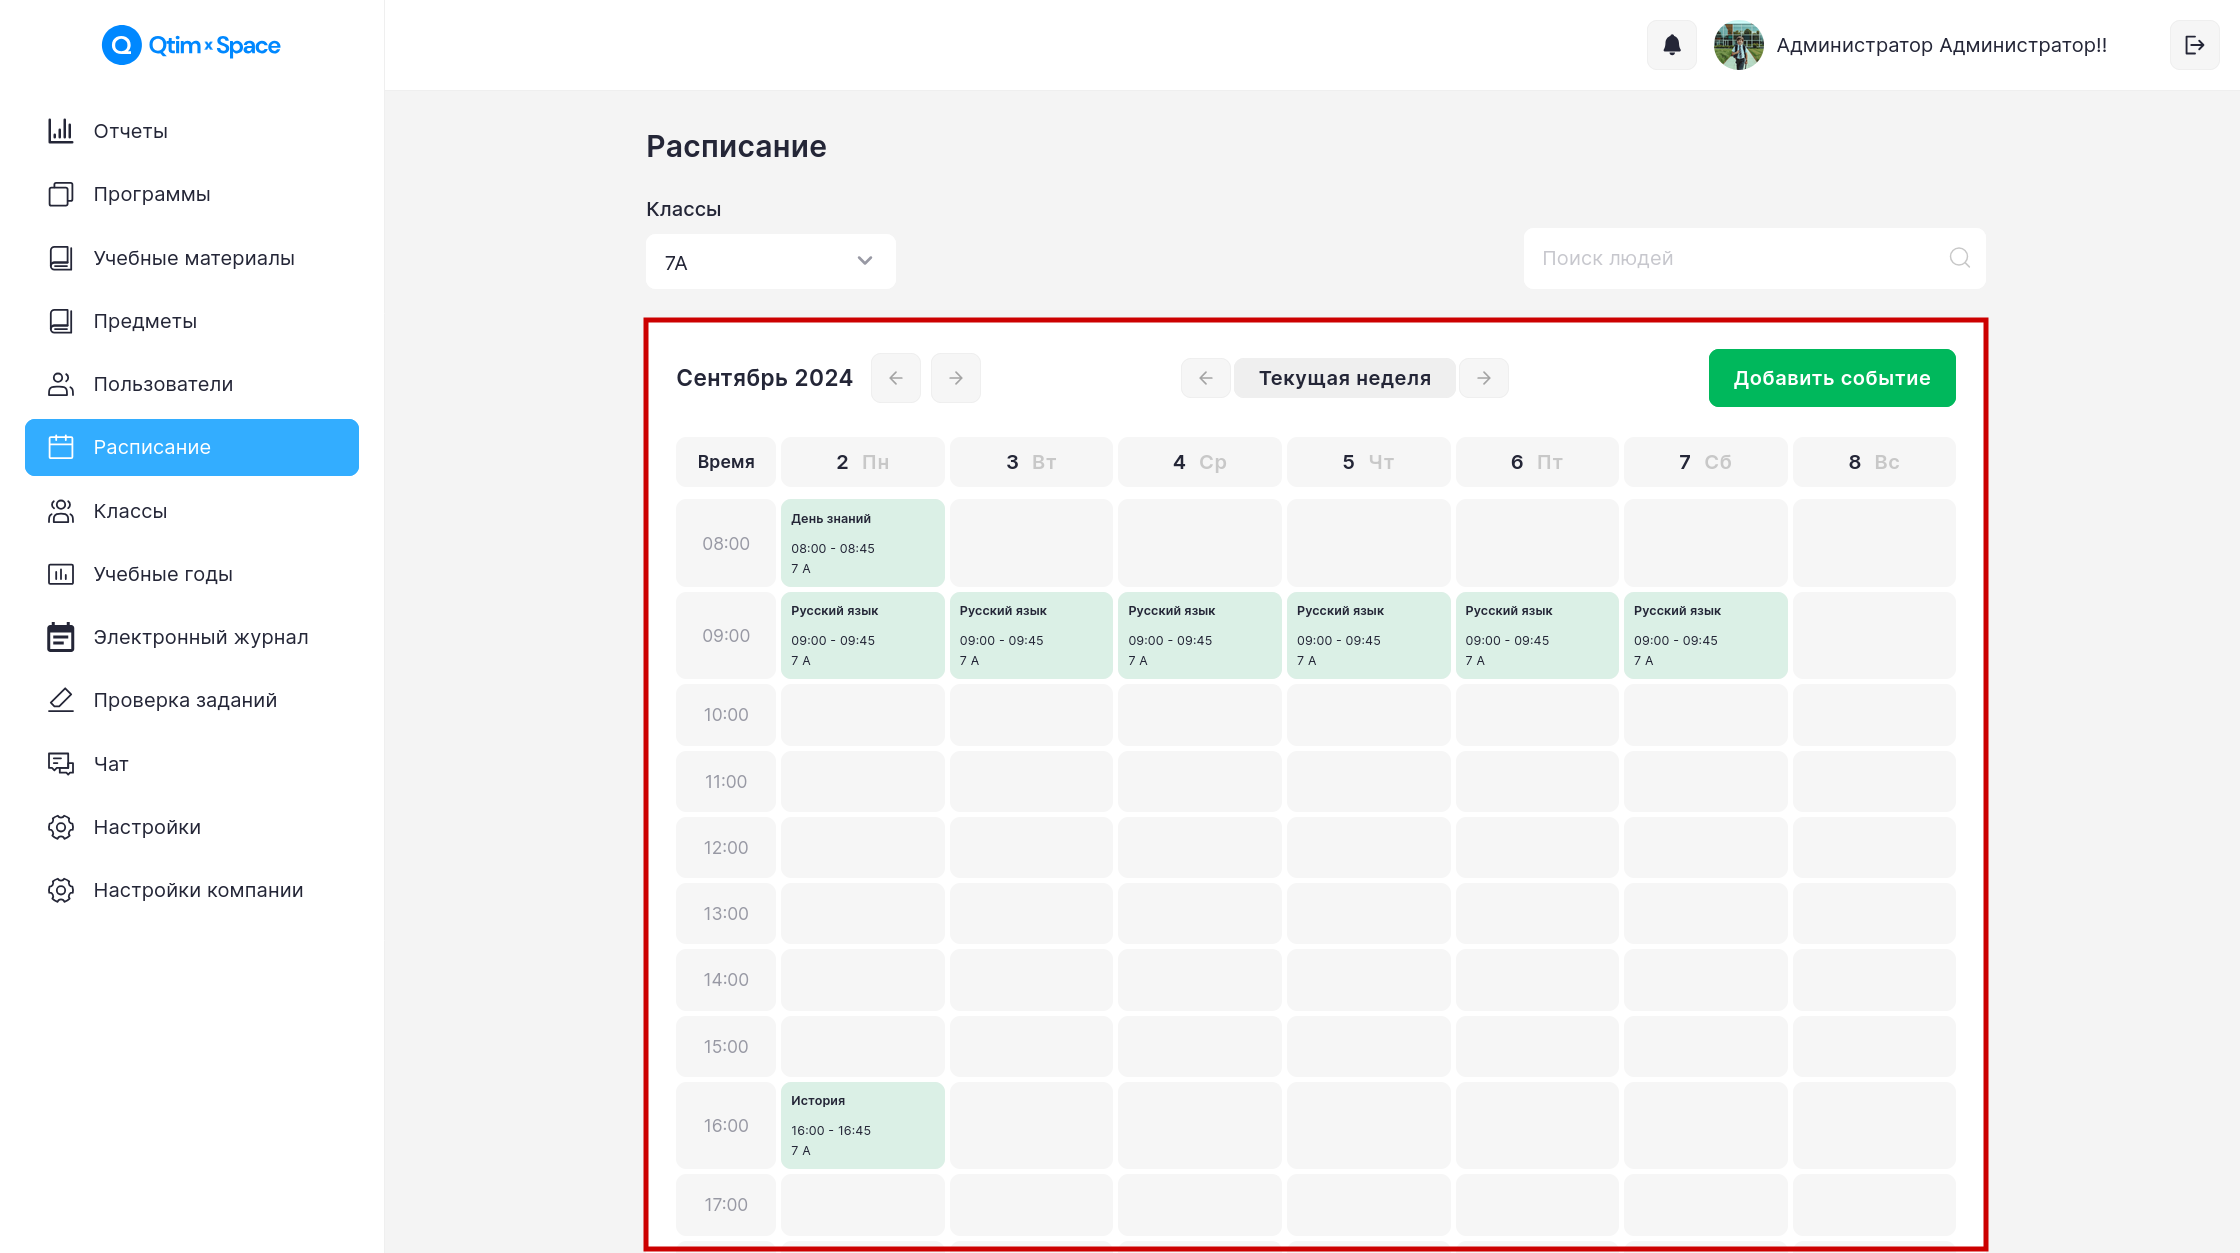 Qtim x Space
Администратор Администратор!!
Отчеты
Программы
Учебные материалы
Предметы
Пользователи
Расписание
Классы
Учебные годы
Электронный журнал
Проверка заданий
Чат
Настройки
Настройки компании
Расписание
Классы
7А
Поиск людей
Сентябрь 2024
Текущая неделя
Добавить событие
Время 2 Пн 3 Вт 4 Ср 5 Чт 6 Пт 7 Сб 8 Вс
08:00
День знаний
08:00 - 08:45
7 А
09:00
Русский язык
09:00 - 09:45
7 А
Русский язык
09:00 - 09:45
7 А
Русский язык
09:00 - 09:45
7 А
Русский язык
09:00 - 09:45
7 А
Русский язык
09:00 - 09:45
7 А
Русский язык
09:00 - 09:45
7 А
10:00
11:00
12:00
13:00
14:00
15:00
16:00
История
16:00 - 16:45
7 А
17:00